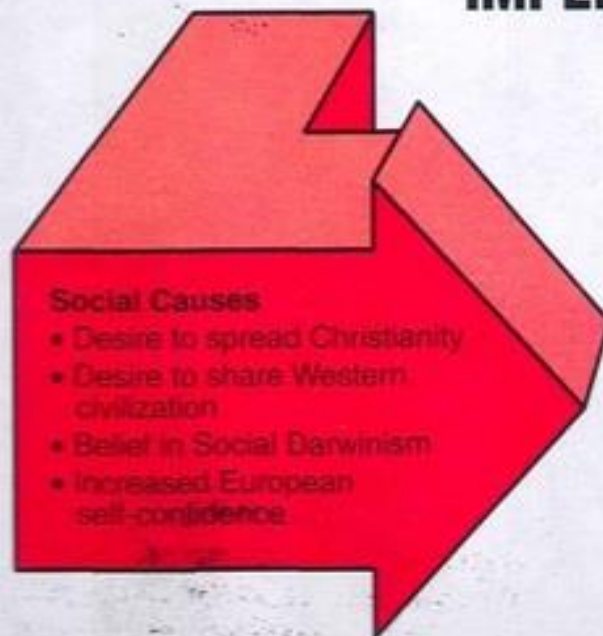 Social Causes
• Desire to spread Christianity
• Desire to share Western
civilization
• Belief in Social Darwinism
• Increased European
self-confidence